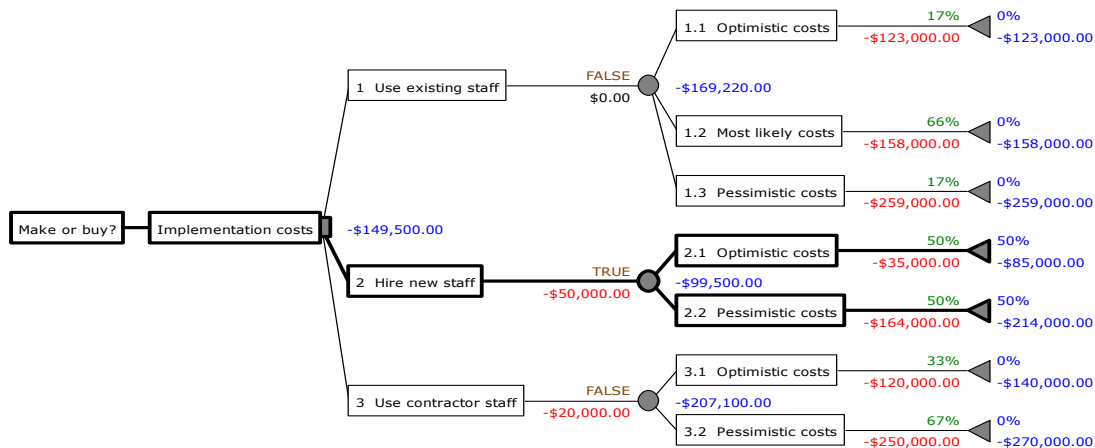 17% 0%
1.1 Optimistic costs
-$123,000.00 -$123,000.00
FALSE
1 Use existing staff
$0.00
-$169,220.00
66% 0%
1.2 Most likely costs
-$158,000.00 -$158,000.00
17% 0%
1.3 Pessimistic costs
-$259,000.00 -$259,000.00
Make or buy? Implementation costs -$149,500.00
50% 50%
2.1 Optimistic costs
-$35,000.00 -$85,000.00
TRUE
2 Hire new staff
-$50,000.00
-$99,500.00
50% 50%
2.2 Pessimistic costs
-$164,000.00 -$214,000.00
33% 0%
3.1 Optimistic costs
-$120,000.00 -$140,000.00
FALSE
3 Use contractor staff
-$20,000.00
-$207,100.00
67% 0%
3.2 Pessimistic costs
-$250,000.00 -$270,000.00